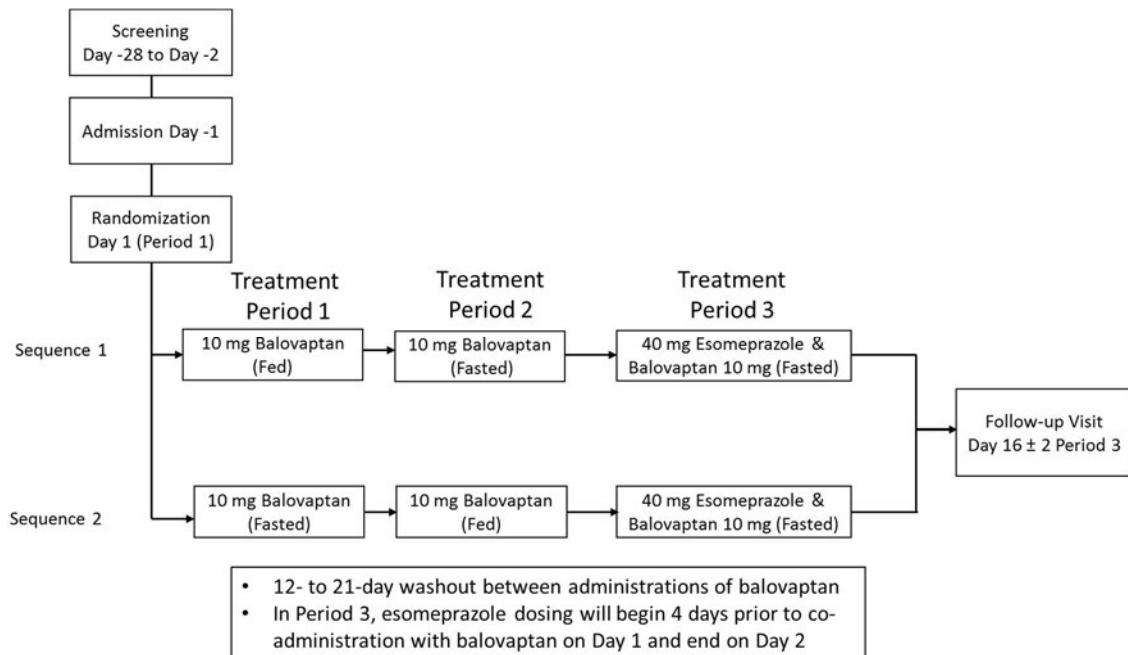 Screening
Day -28 to Day -2
Admission Day -1
Randomization
Day 1 (Period 1)
Treatment
Period 1
Treatment
Period 2
Treatment
Period 3
Sequence 1
10 mg Balovaptan
(Fed)
10 mg Balovaptan
(Fasted)
40 mg Esomeprazole &
Balovaptan 10 mg (Fasted)
Follow-up Visit
Day 16 ± 2 Period 3
Sequence 2
10 mg Balovaptan
(Fasted)
10 mg Balovaptan
(Fed)
40 mg Esomeprazole &
Balovaptan 10 mg (Fasted)
• 12- to 21-day washout between administrations of balovaptan
• In Period 3, esomeprazole dosing will begin 4 days prior to co-
administration with balovaptan on Day 1 and end on Day 2